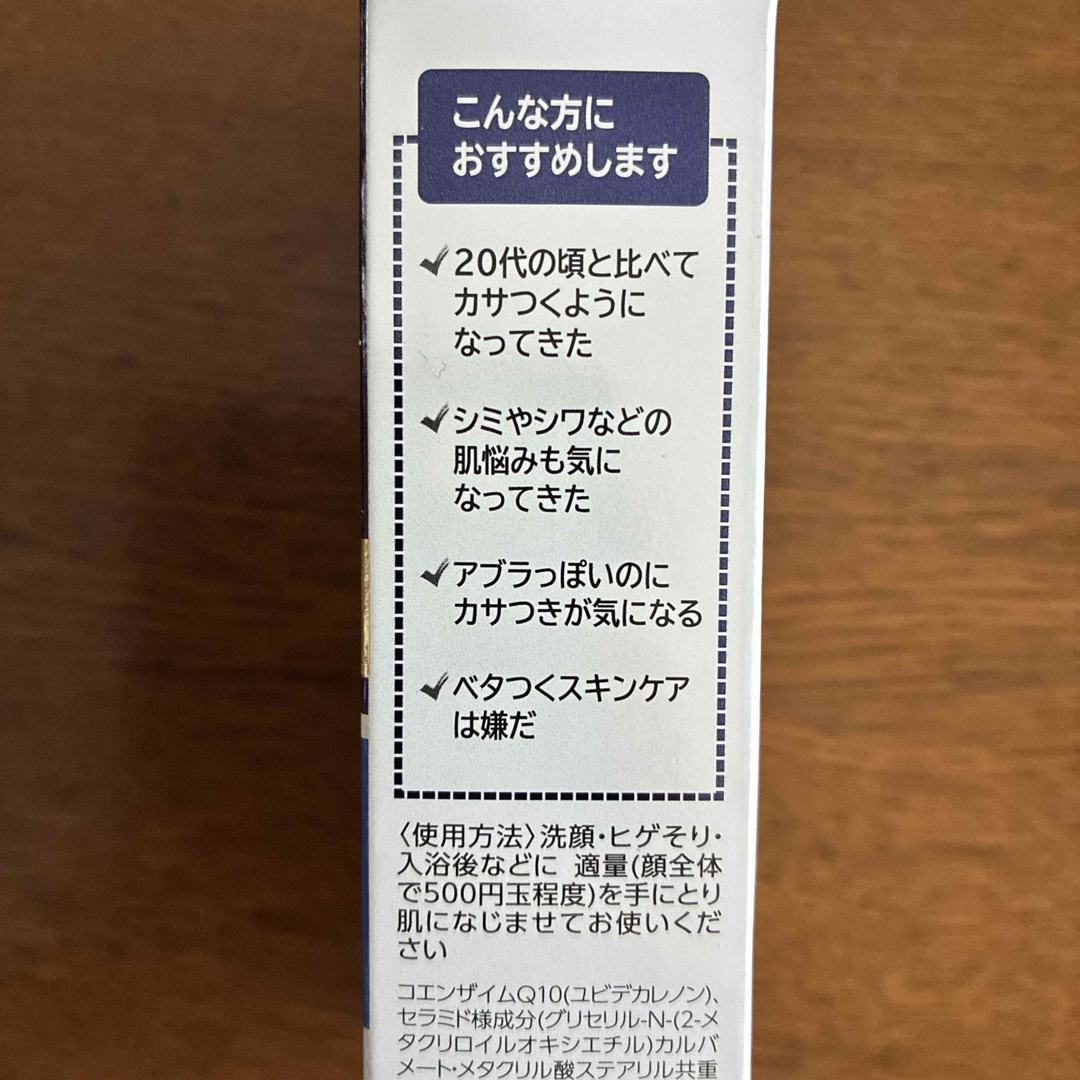 こんな方に
おすすめします
20代の頃と比べて
カサつくように
なってきた
シミやシワなどの
肌悩みも気に
なってきた
アブラっぽいのに
カサつきが気になる
ベタつくスキンケア
は嫌だ
〈使用方法〉洗顔・ヒゲそり・
入浴後などに 適量(顔全体
で500円玉程度)を手にとり
肌になじませてお使いくだ
さい
コエンザイムQ10(ユビデカレノン)、
セラミド様成分(グリセリル-N-(2-メ
タクリロイルオキシエチル)カルバ
メート・メタクリル酸ステアリル共重